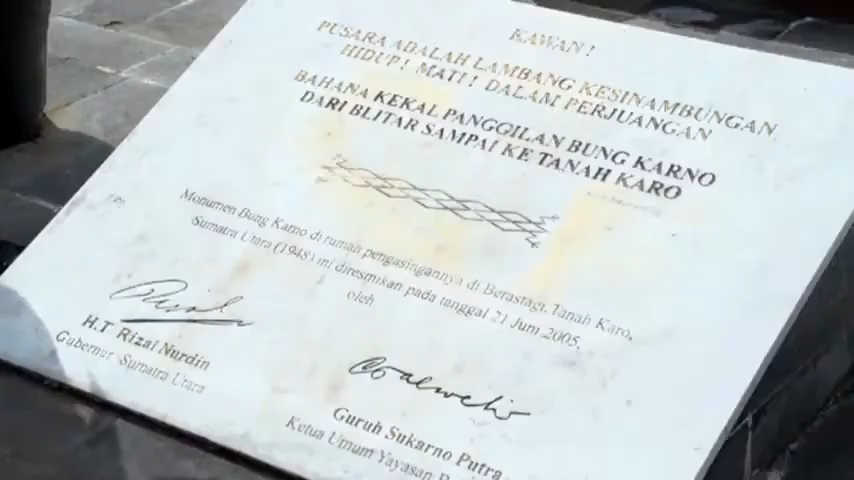 KAWAN!
PUSARA ADALAH LAMBANG KESINAMBUNGAN
HIDUP! MATI! DALAM PERJUANGAN
BAHANA KEKAL PANGGILAN BUNG KARNO
DARI BLITAR SAMPAI KE TANAH KARO
Monumen Bung Karno di rumah pengasingannya di Berastagi, Tanah Karo,
Sumatra Utara (1948) ini diresmikan pada tanggal 21 Juni 2005,
oleh
H.T Rizal Nurdin
Gubernur Sumatra Utara
Guruh Sukarno Putra
Ketua Umum Yayasan